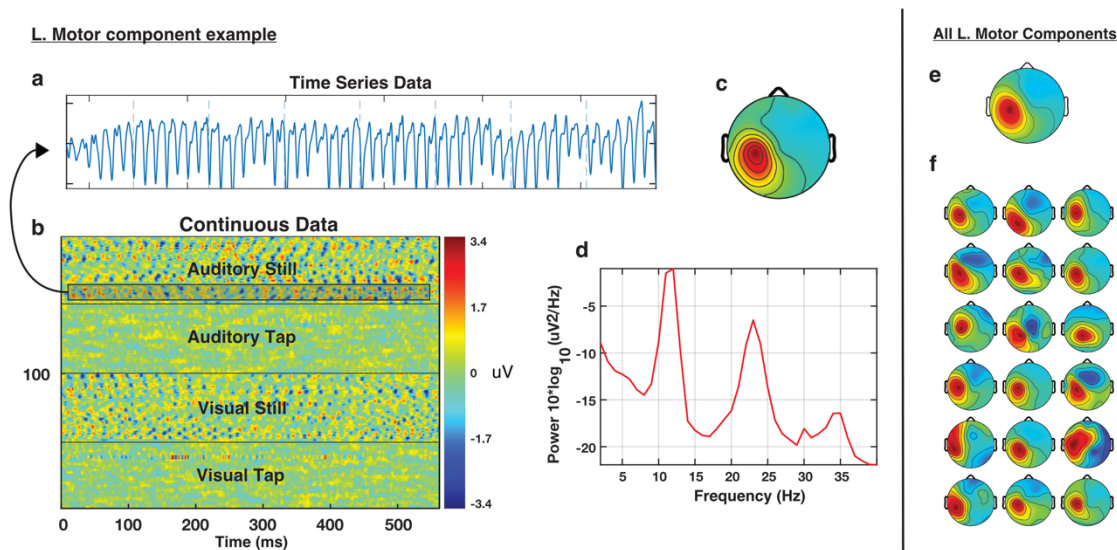 L. Motor component example
All L. Motor Components
a
Time Series Data
b
Continuous Data
Auditory Still
Auditory Tap
Visual Still
Visual Tap
100
0 100 200 300 400 500
Time (ms)
3.4
1.7
0
-1.7
-3.4
uV
c
d
Power 10*log10(uV2/Hz)
-5
-10
-15
-20
5 10 15 20 25 30 35
Frequency (Hz)
e
f